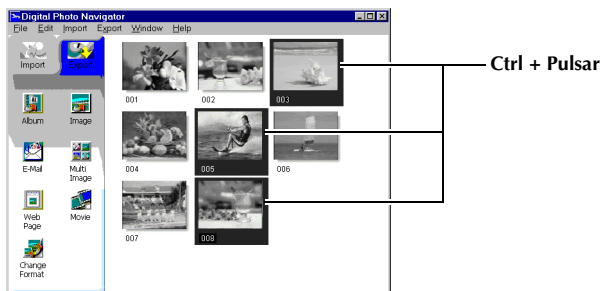 Digital Photo Navigator
File Edit Import Export Window Help
Import
Ctrl + Pulsar
001 002 003
Album Image
004 005 006
E-Mail Multi Image
Web Page Movie
007 008
Change Format